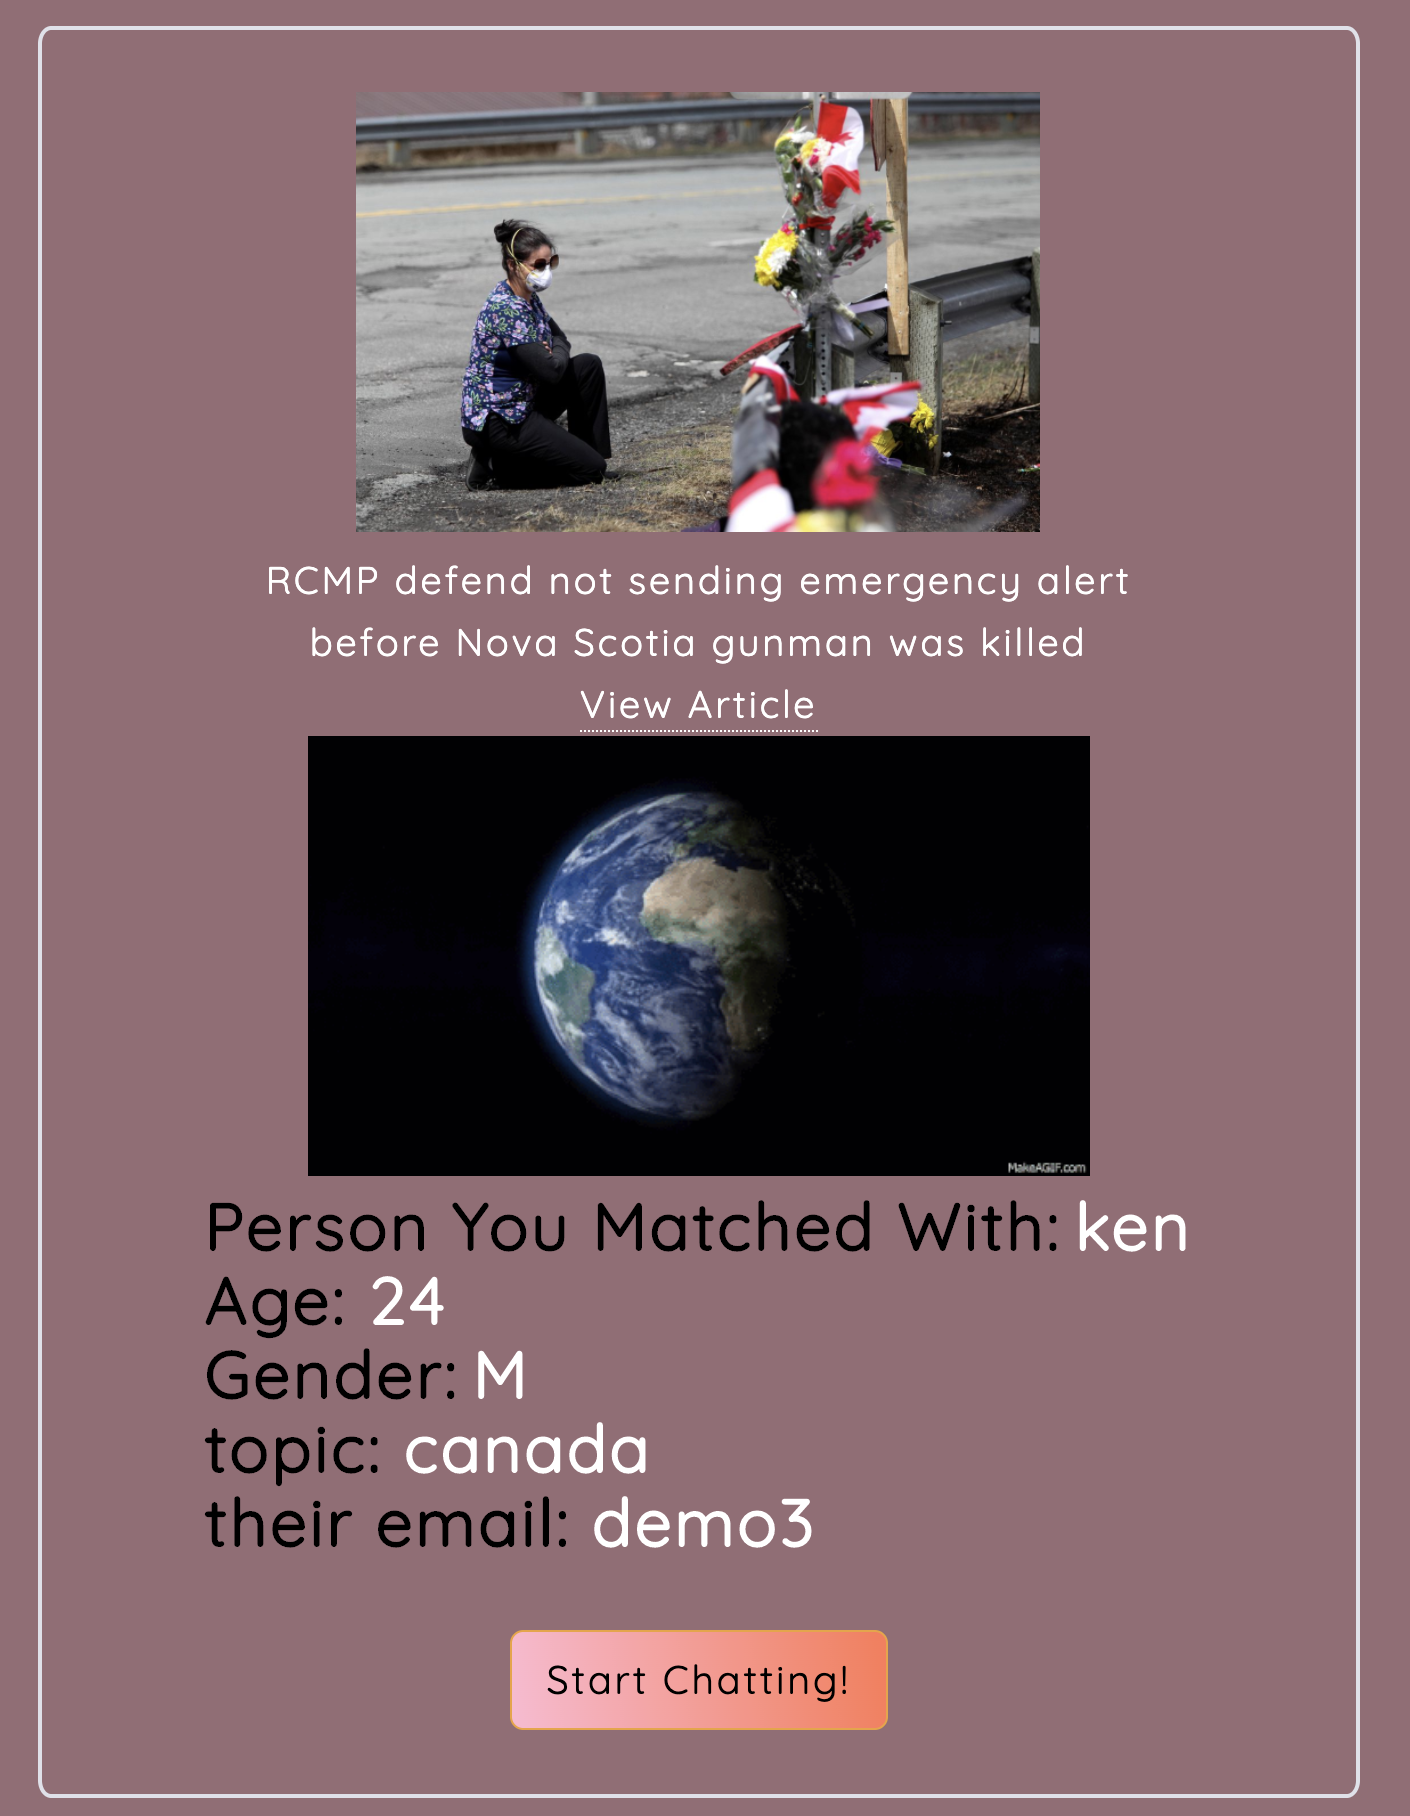 RCMP defend not sending emergency alert
before Nova Scotia gunman was killed
View Article
MakeAGIF.com
Person You Matched With: ken
Age: 24
Gender: M
topic: canada
their email: demo3
Start Chatting!